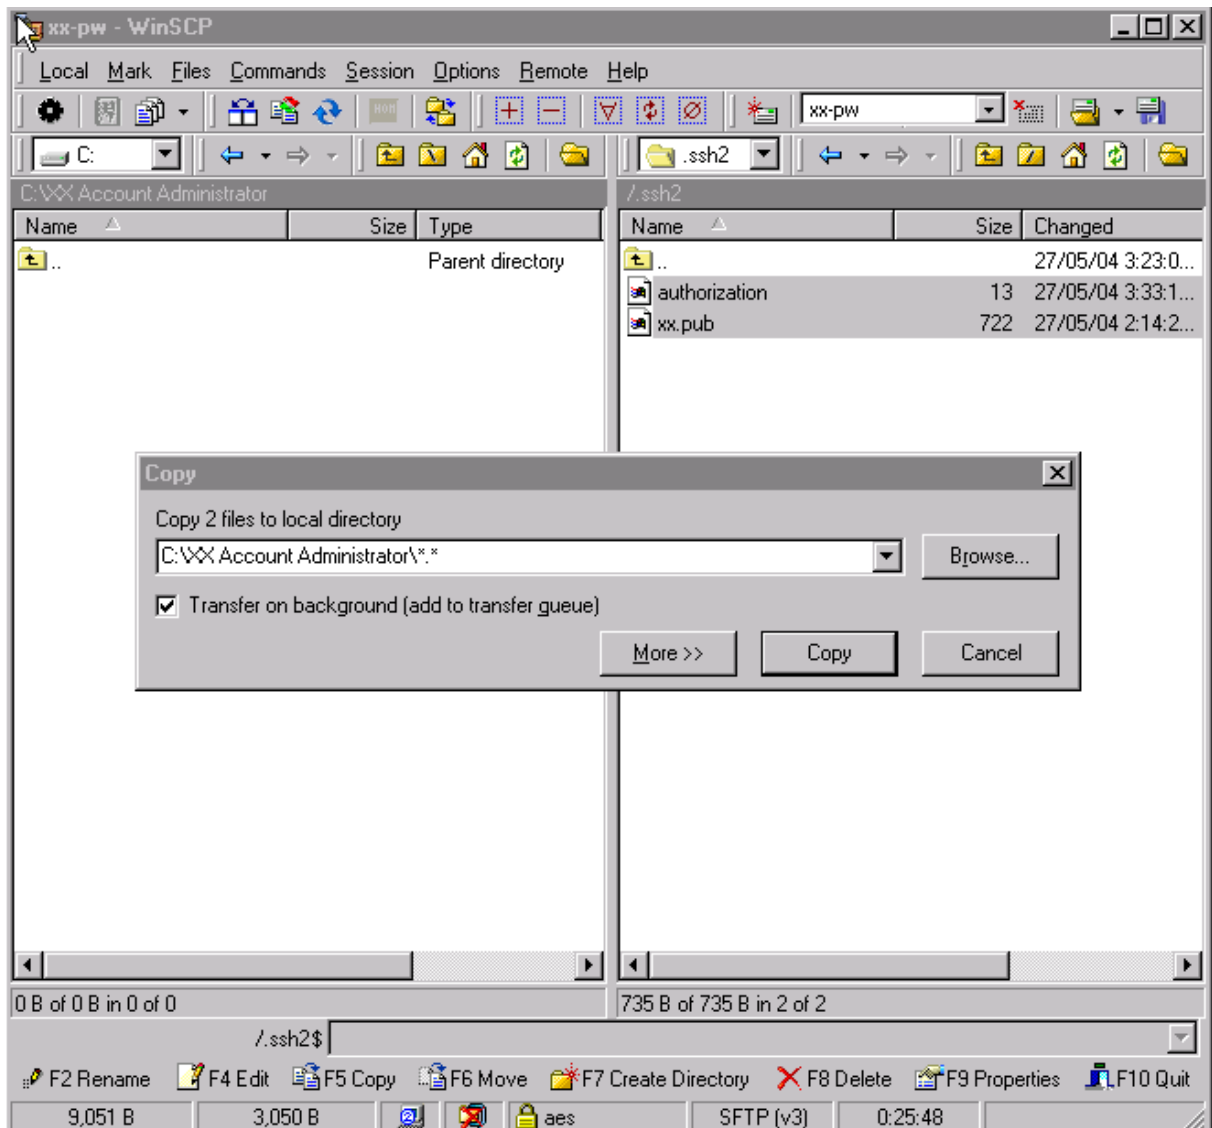 xx-pw - WinSCP
Local Mark Files Commands Session Options Remote Help
xx-pw
C: .ssh2
C:\XX Account Administrator /.ssh2
Name Size Type Name Size Changed
.. Parent directory .. 27/05/04 3:23:0...
authorization 13 27/05/04 3:33:1...
xx.pub 722 27/05/04 2:14:2...
Copy
Copy 2 files to local directory
C:\XX Account Administrator\*.*
Browse...
Transfer on background (add to transfer queue)
More >> Copy Cancel
0 B of 0 B in 0 of 0 735 B of 735 B in 2 of 2
/.ssh2$
F2 Rename F4 Edit F5 Copy F6 Move F7 Create Directory F8 Delete F9 Properties F10 Quit
9,051 B 3,050 B aes SFTP (v3) 0:25:48